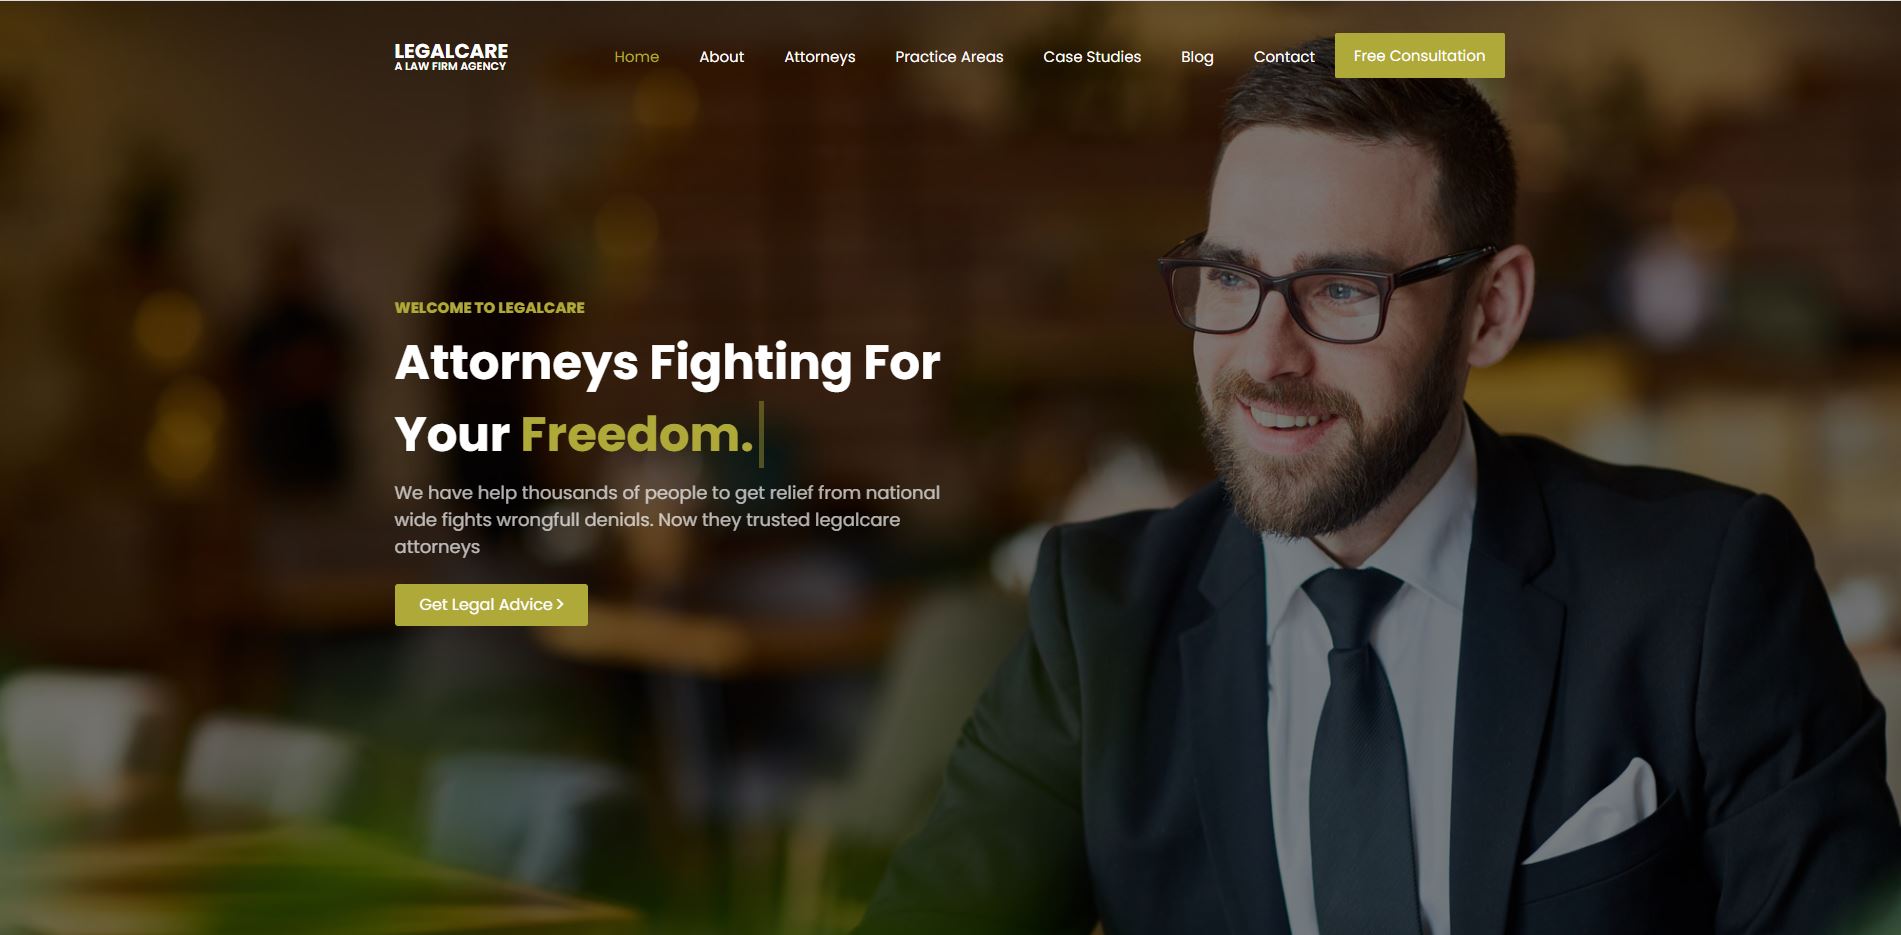 LEGALCARE
A LAW FIRM AGENCY
Home About Attorneys Practice Areas Case Studies Blog Contact Free Consultation
WELCOME TO LEGALCARE
Attorneys Fighting For
Your Freedom.
We have help thousands of people to get relief from national
wide fights wrongfull denials. Now they trusted legalcare
attorneys
Get Legal Advice >